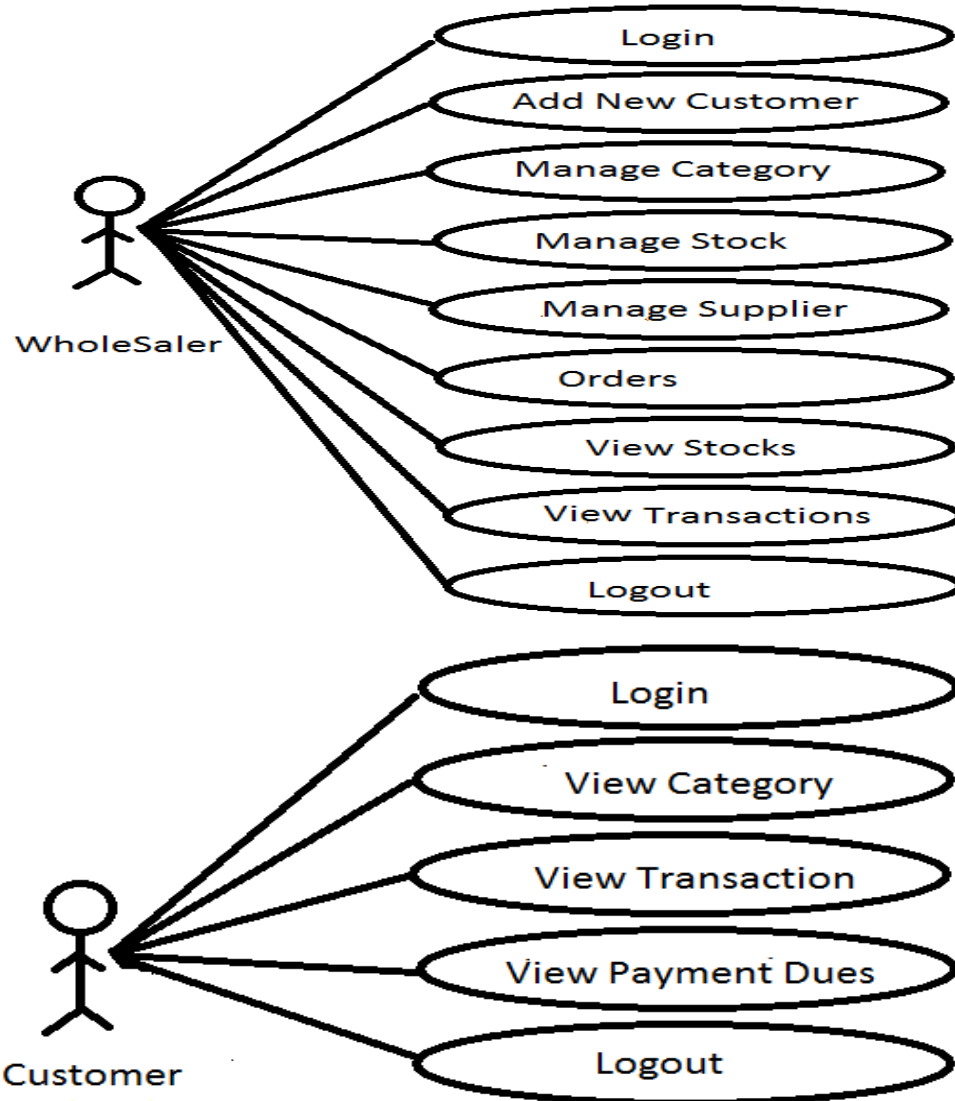 Login
Add New Customer
Manage Category
Manage Stock
Manage Supplier
WholeSaler
Orders
View Stocks
View Transactions
Logout
Login
View Category
View Transaction
View Payment Dues
Logout
Customer